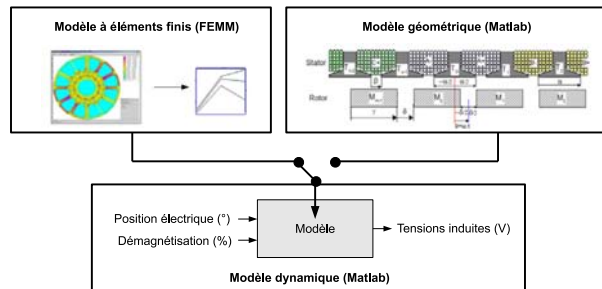 Modèle à éléments finis (FEMM)
Modèle géométrique (Matlab)
Stator
Rotor
Position électrique (°)
Démagnétisation (%)
Modèle
Tensions induites (V)
Modèle dynamique (Matlab)